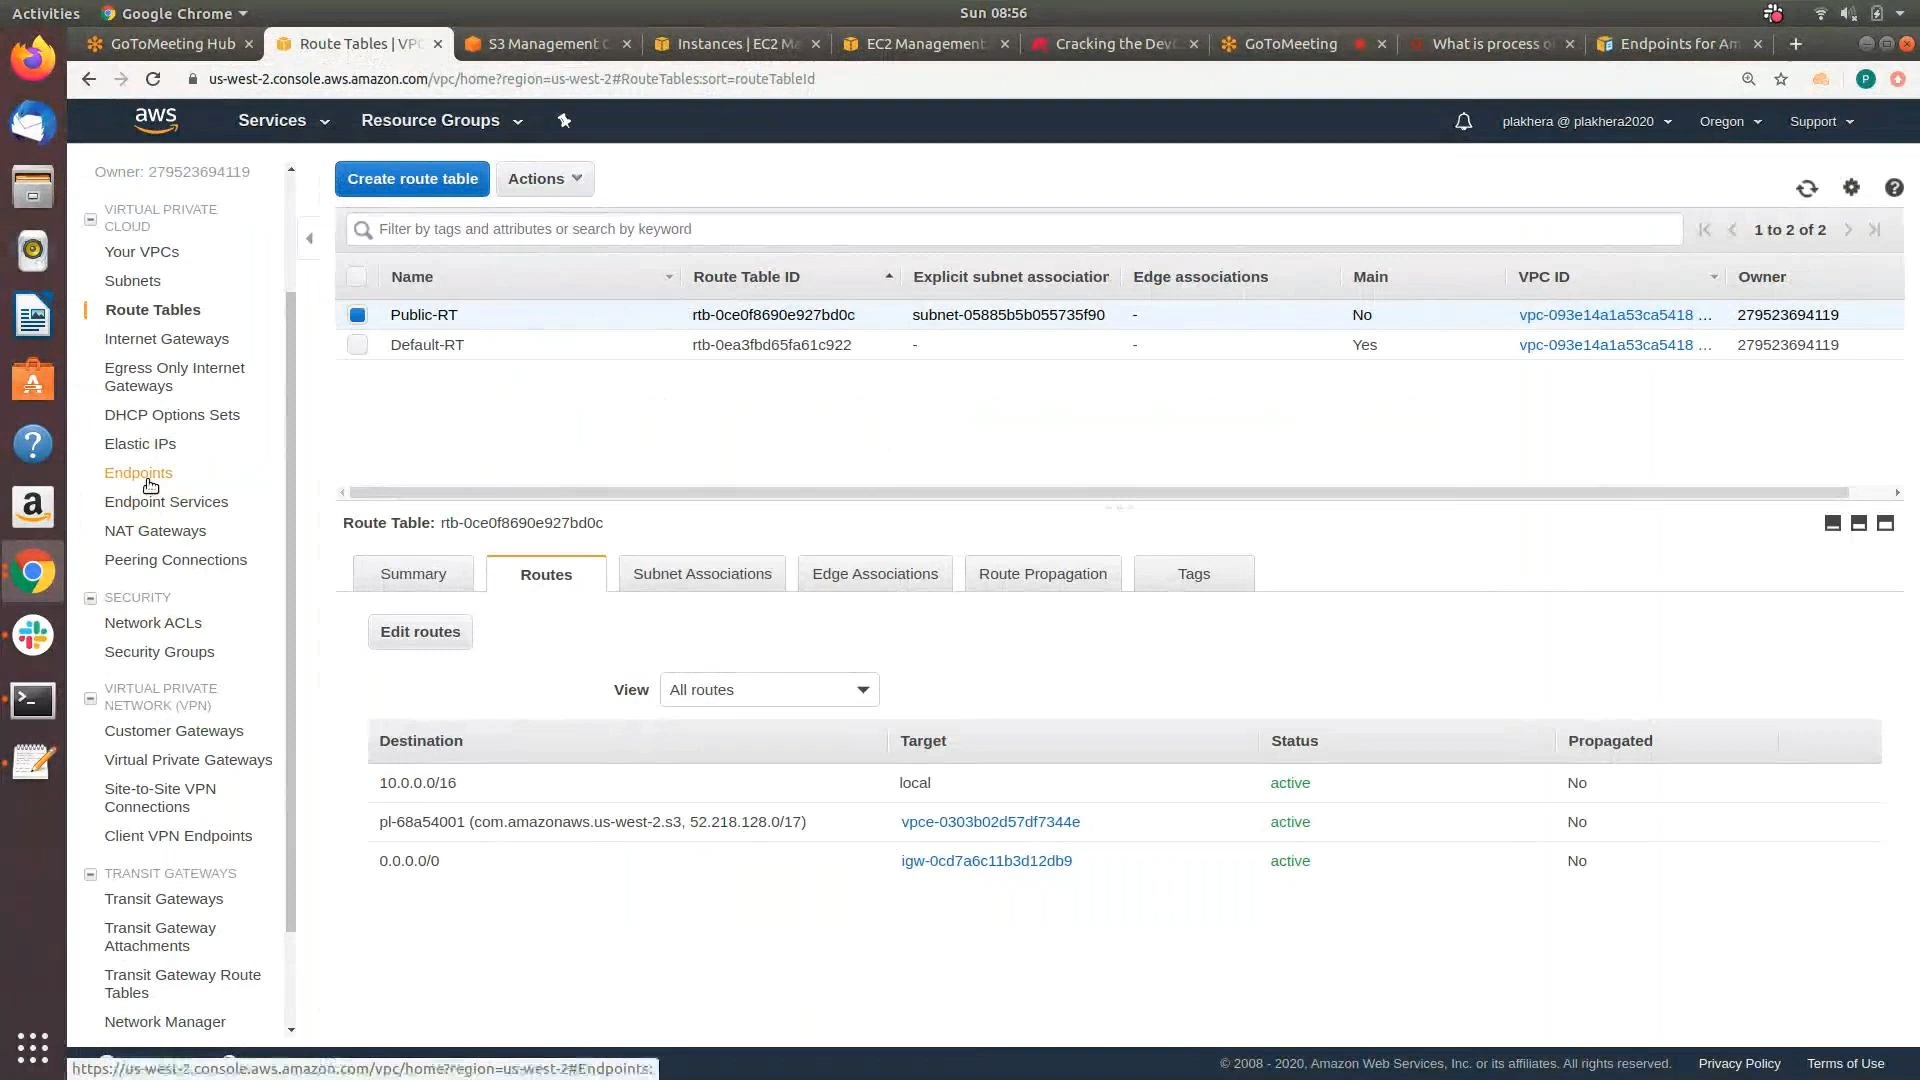 Activities
Google Chrome
Sun 08:56
GoToMeeting Hub
Route Tables | VPC
S3 Management C
Instances | EC2 Ma
EC2 Management
Cracking the Dev
GoToMeeting
What is process o
Endpoints for Am
us-west-2.console.aws.amazon.com/vpc/home?region=us-west-2#RouteTables:sort=routeTableId
P
aws
Services
Resource Groups
plakhera @ plakhera2020
Oregon
Support
Owner: 279523694119
VIRTUAL PRIVATE
CLOUD
Your VPCs
Subnets
Route Tables
Internet Gateways
Egress Only Internet
Gateways
DHCP Options Sets
Elastic IPs
Endpoints
Endpoint Services
NAT Gateways
Peering Connections
SECURITY
Network ACLs
Security Groups
VIRTUAL PRIVATE
NETWORK (VPN)
Customer Gateways
Virtual Private Gateways
Site-to-Site VPN
Connections
Client VPN Endpoints
TRANSIT GATEWAYS
Transit Gateways
Transit Gateway
Attachments
Transit Gateway Route
Tables
Network Manager
Create route table
Actions
Filter by tags and attributes or search by keyword
1 to 2 of 2
Name Route Table ID Explicit subnet association Edge associations Main VPC ID Owner
Public-RT rtb-0ce0f8690e927bd0c subnet-05885b5b055735f90 - No vpc-093e14a1a53ca5418 ... 279523694119
Default-RT rtb-0ea3fbd65fa61c922 - - Yes vpc-093e14a1a53ca5418 ... 279523694119
Route Table: rtb-0ce0f8690e927bd0c
Summary Routes Subnet Associations Edge Associations Route Propagation Tags
Edit routes
View All routes
Destination Target Status Propagated
10.0.0.0/16 local active No
pl-68a54001 (com.amazonaws.us-west-2.s3, 52.218.128.0/17) vpce-0303b02d57df7344e active No
0.0.0.0/0 igw-0cd7a6c11b3d12db9 active No
https://us-west-2.console.aws.amazon.com/vpc/home?region=us-west-2#Endpoints:
© 2008 - 2020, Amazon Web Services, Inc. or its affiliates. All rights reserved.
Privacy Policy
Terms of Use